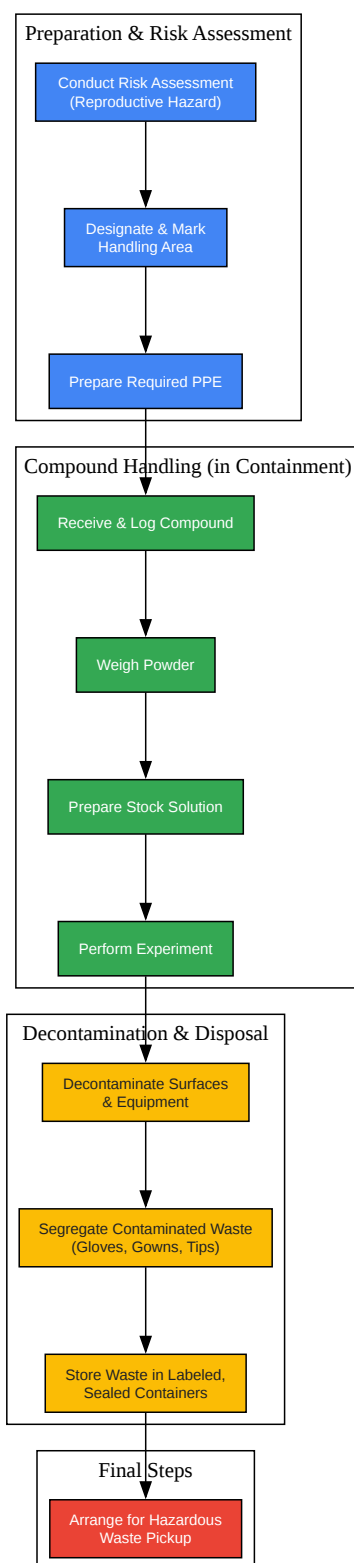 Preparation & Risk Assessment
Conduct Risk Assessment
(Reproductive Hazard)
Designate & Mark
Handling Area
Prepare Required PPE
Compound Handling (in Containment)
Receive & Log Compound
Weigh Powder
Prepare Stock Solution
Perform Experiment
Decontamination & Disposal
Decontaminate Surfaces
& Equipment
Segregate Contaminated Waste
(Gloves, Gowns, Tips)
Store Waste in Labeled,
Sealed Containers
Final Steps
Arrange for Hazardous
Waste Pickup